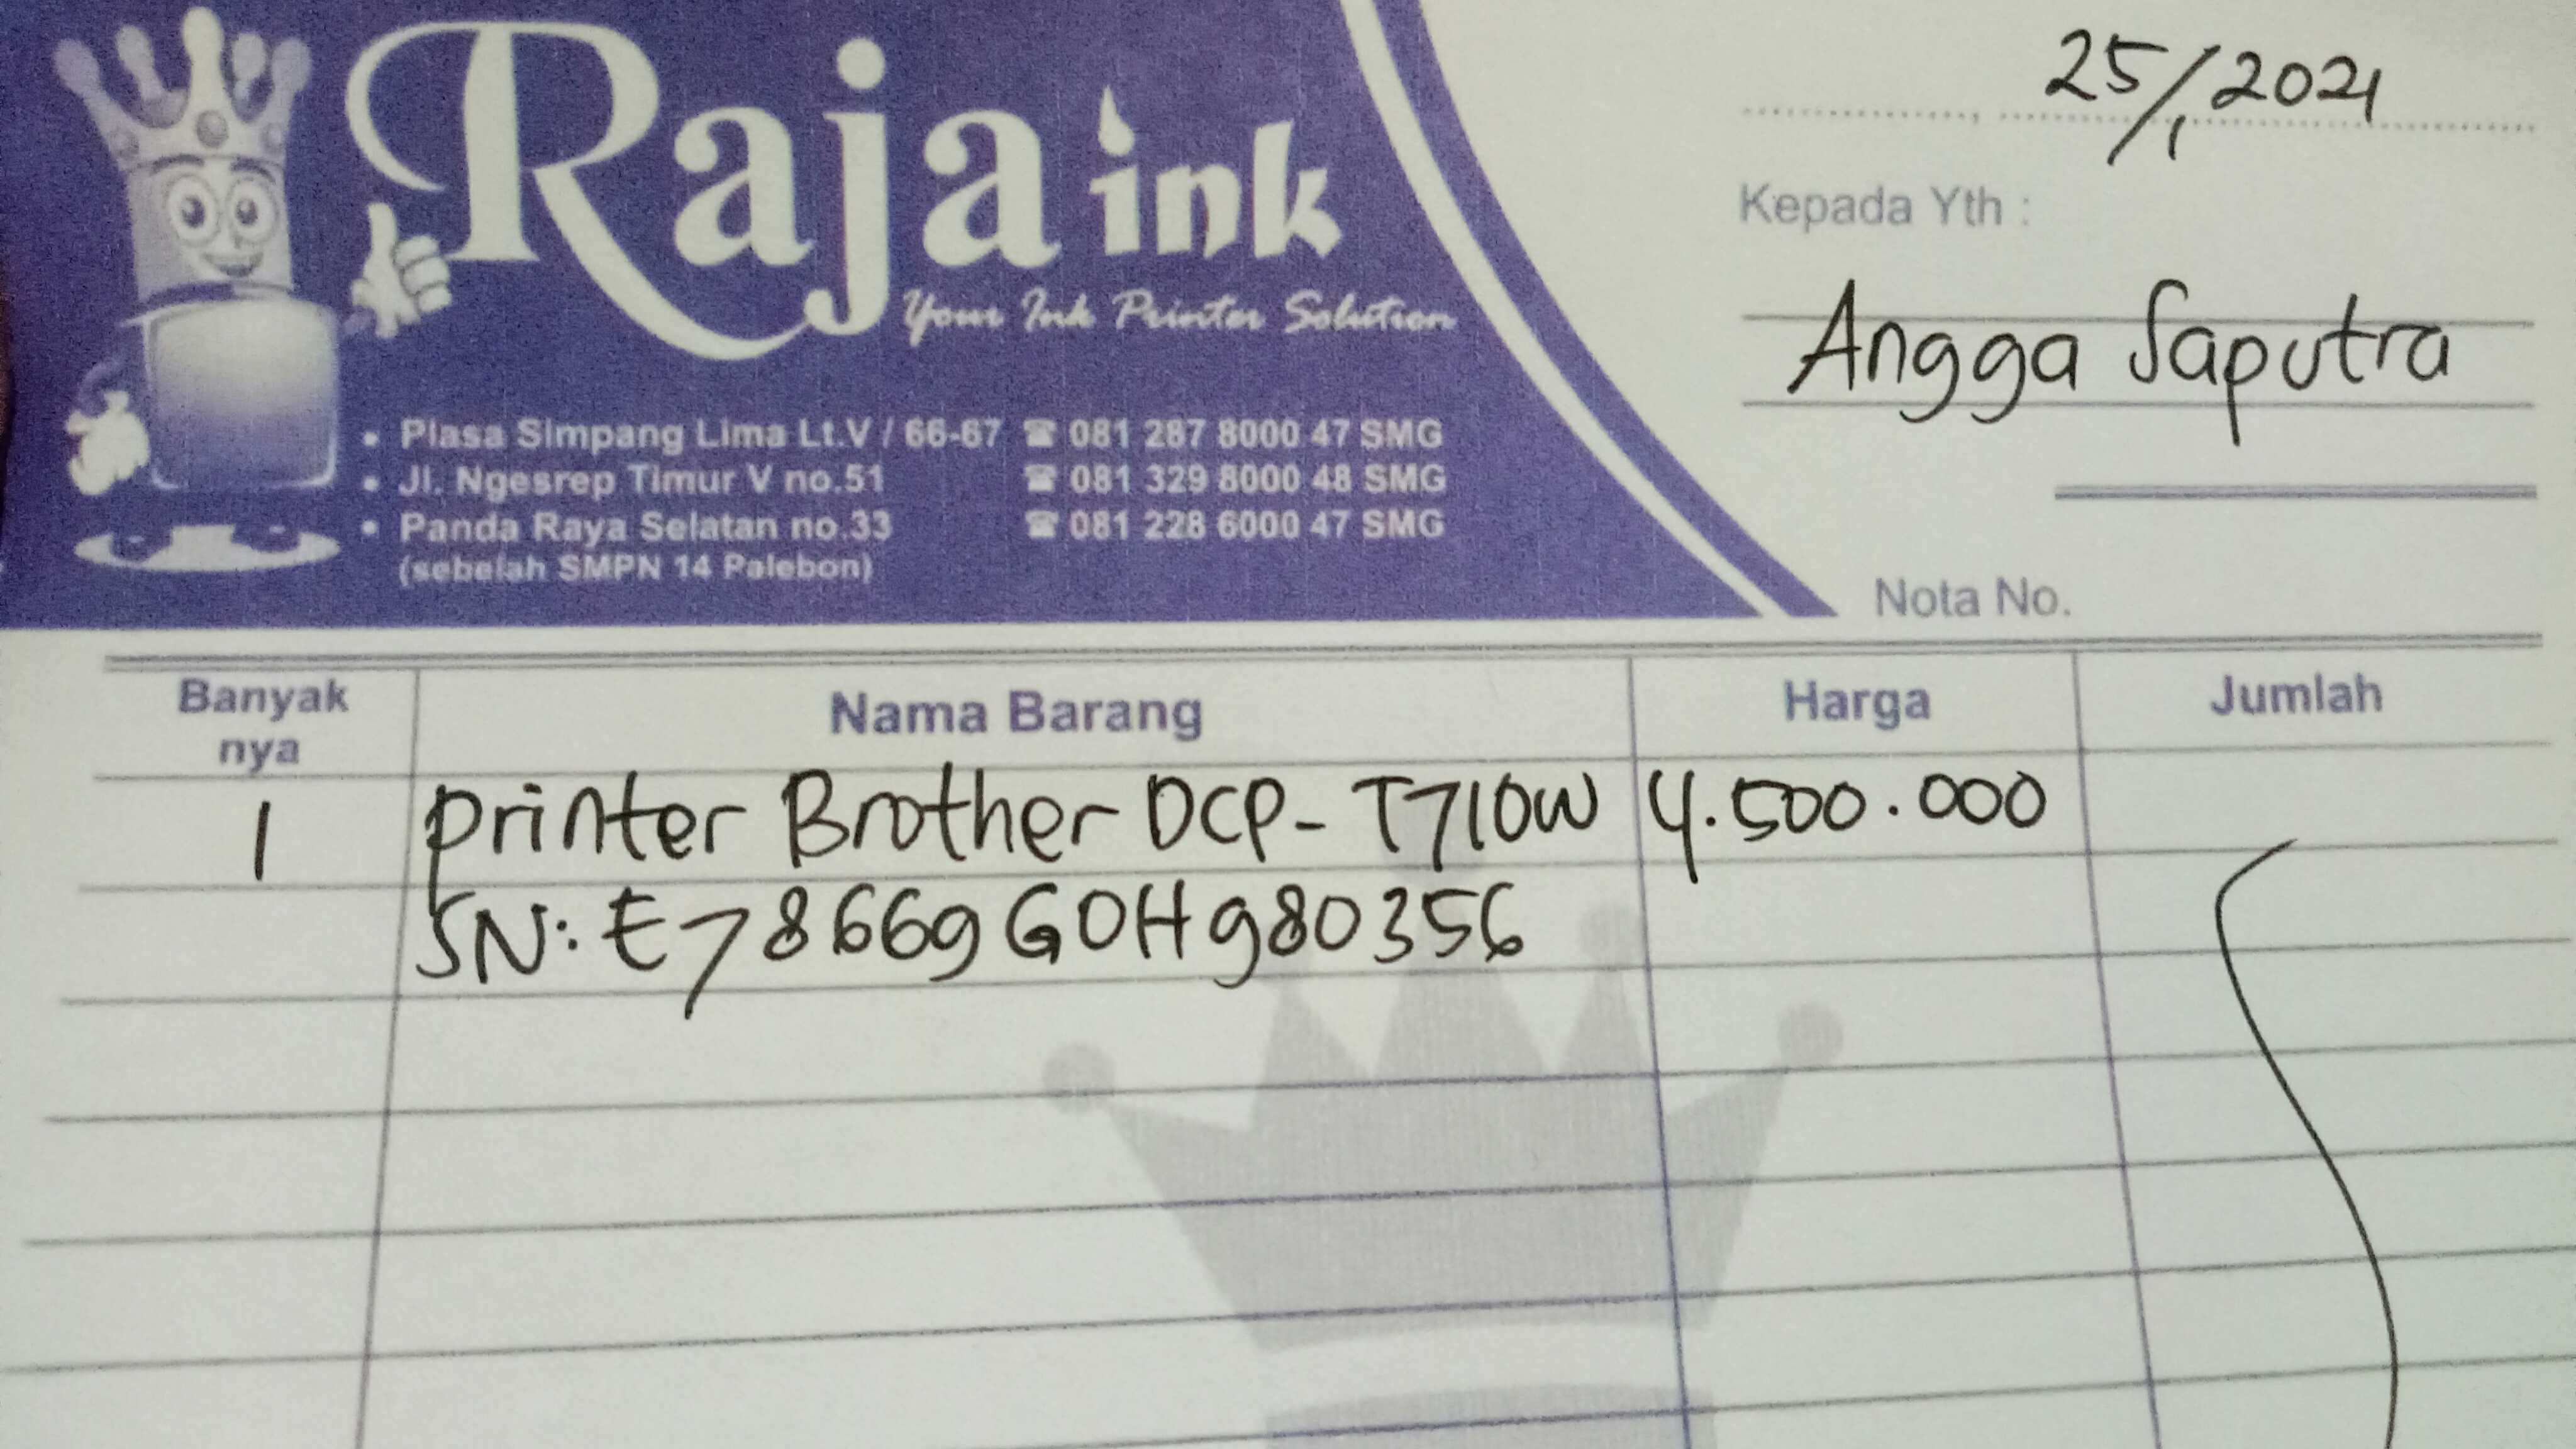 Raja ink
Your Ink Printer Solution
• Plasa Simpang Lima Lt.V / 66-67 ☎ 081 287 8000 47 SMG
• Jl. Ngesrep Timur V no.51 ☎ 081 329 8000 48 SMG
• Panda Raya Selatan no.33 ☎ 081 228 6000 47 SMG
(sebelah SMPN 14 Palebon)
25/1 2021
Kepada Yth :
Angga Saputra
Nota No.
Banyak nya Nama Barang Harga Jumlah
1 printer Brother DCP- T710W 4.500.000
SN: E78669G0H980356